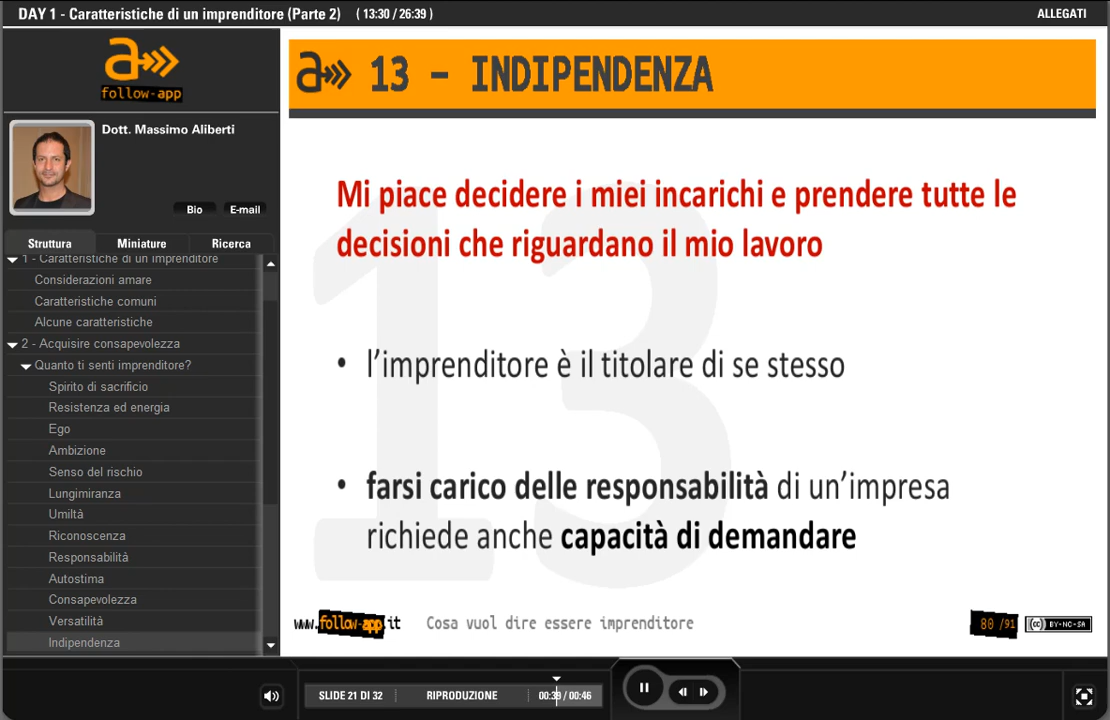 DAY 1 - Caratteristiche di un imprenditore (Parte 2)   ( 13:30 / 26:39 )
ALLEGATI
a
follow-app
Dott. Massimo Aliberti
Bio
E-mail
Struttura
Miniature
Ricerca
1 - Caratteristiche di un imprenditore
Considerazioni amare
Caratteristiche comuni
Alcune caratteristiche
2 - Acquisire consapevolezza
Quanto ti senti imprenditore?
Spirito di sacrificio
Resistenza ed energia
Ego
Ambizione
Senso del rischio
Lungimiranza
Umiltà
Riconoscenza
Responsabilità
Autostima
Consapevolezza
Versatilità
Indipendenza
a 13 - INDIPENDENZA
13
Mi piace decidere i miei incarichi e prendere tutte le
decisioni che riguardano il mio lavoro
• l’imprenditore è il titolare di se stesso
• farsi carico delle responsabilità di un’impresa
richiede anche capacità di demandare
www.follow-app.it
Cosa vuol dire essere imprenditore
80 /91
cc BY-NC-SA
SLIDE 21 DI 32
RIPRODUZIONE
00:39 / 00:46